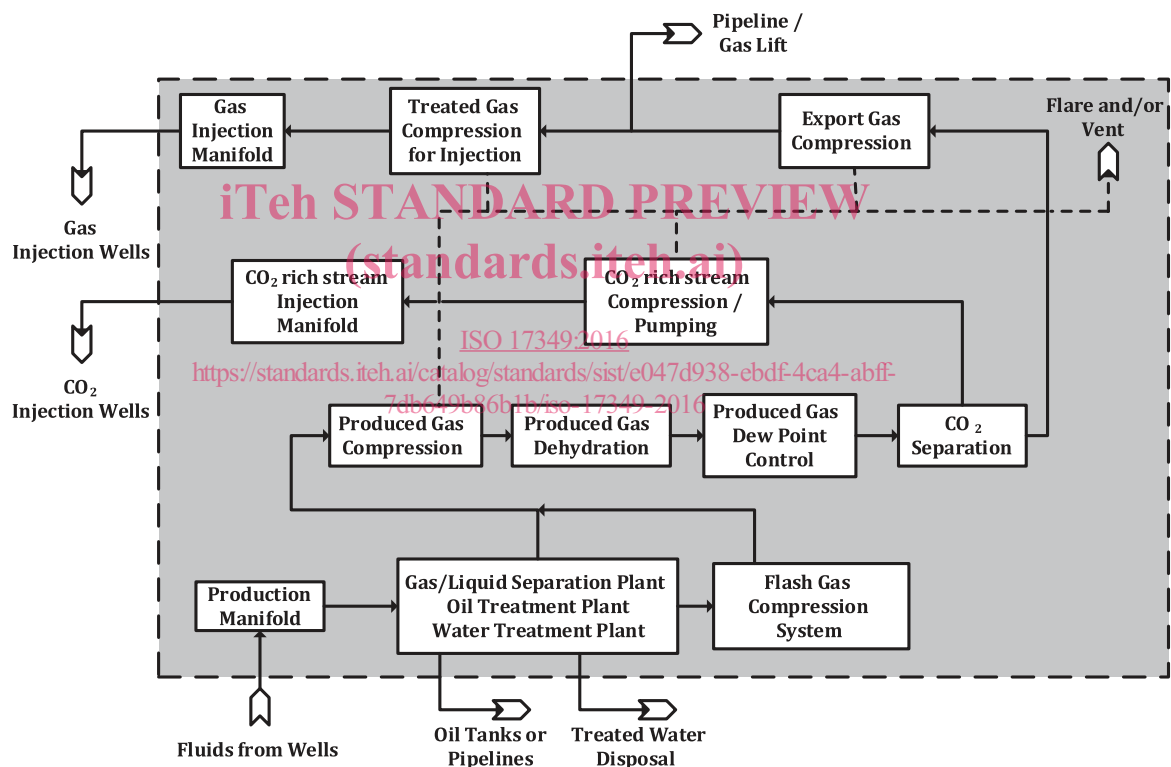 Pipeline /
Gas Lift
Gas
Injection
Manifold
Treated Gas
Compression
for Injection
Export Gas
Compression
Flare and/or
Vent
iTeh STANDARD PREVIEW
(standards.iteh.ai)
Gas
Injection Wells
CO₂ rich stream
Injection
Manifold
CO₂ rich stream
Compression /
Pumping
ISO 17349:2016
https://standards.iteh.ai/catalog/standards/sist/e047d938-ebdf-4ca4-abff-
7db649b86b1b/iso-17349-2016
CO₂
Injection Wells
Produced Gas
Compression
Produced Gas
Dehydration
Produced Gas
Dew Point
Control
CO₂
Separation
Production
Manifold
Gas/Liquid Separation Plant
Oil Treatment Plant
Water Treatment Plant
Flash Gas
Compression
System
Fluids from Wells
Oil Tanks or
Pipelines
Treated Water
Disposal